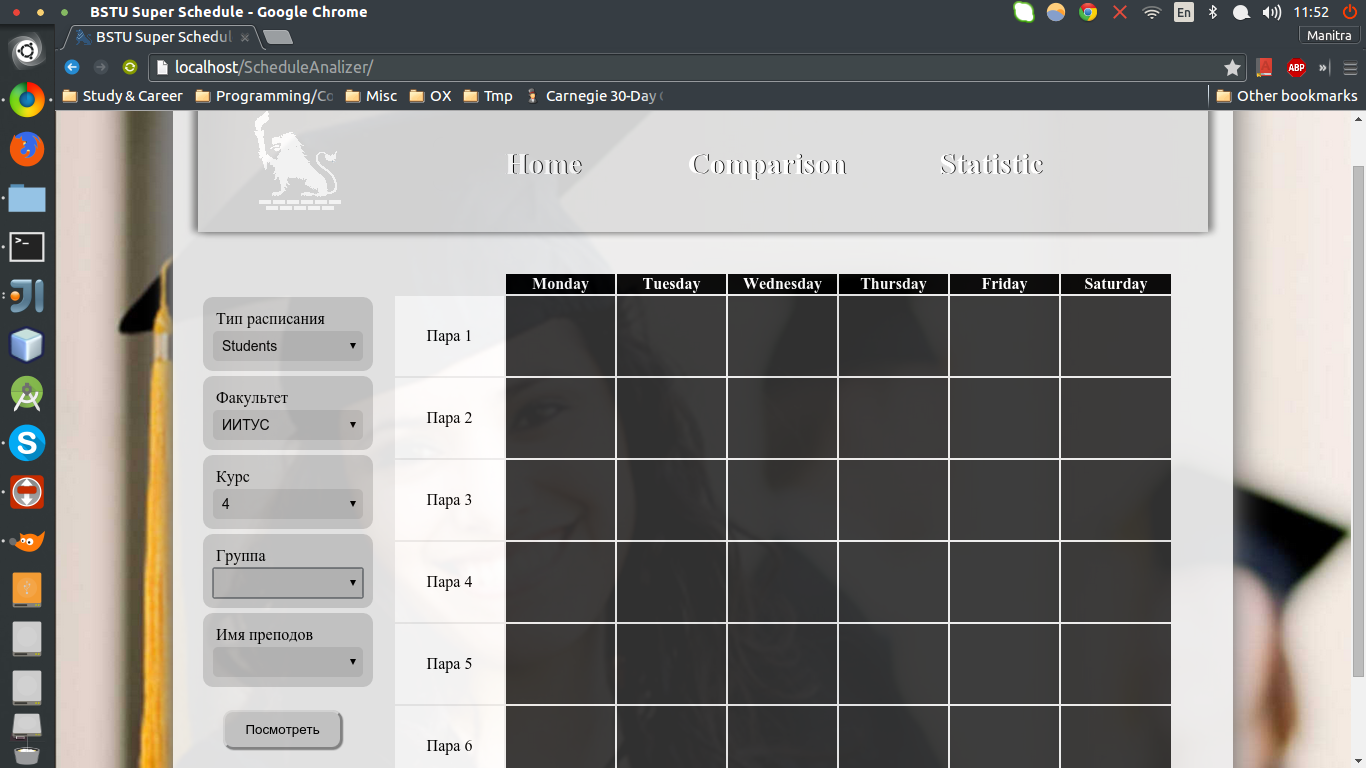 BSTU Super Schedule - Google Chrome
En
11:52
BSTU Super Schedul
Manitra
localhost/ScheduleAnalizer/
ABP
Study & Career
Programming/Co
Misc
OX
Tmp
Carnegie 30-Day
Other bookmarks
Home
Comparison
Statistic
Monday
Tuesday
Wednesday
Thursday
Friday
Saturday
Тип расписания
Students
Факультет
ИИТУС
Курс
4
Группа
Имя преподов
Посмотреть
Пара 1
Пара 2
Пара 3
Пара 4
Пара 5
Пара 6